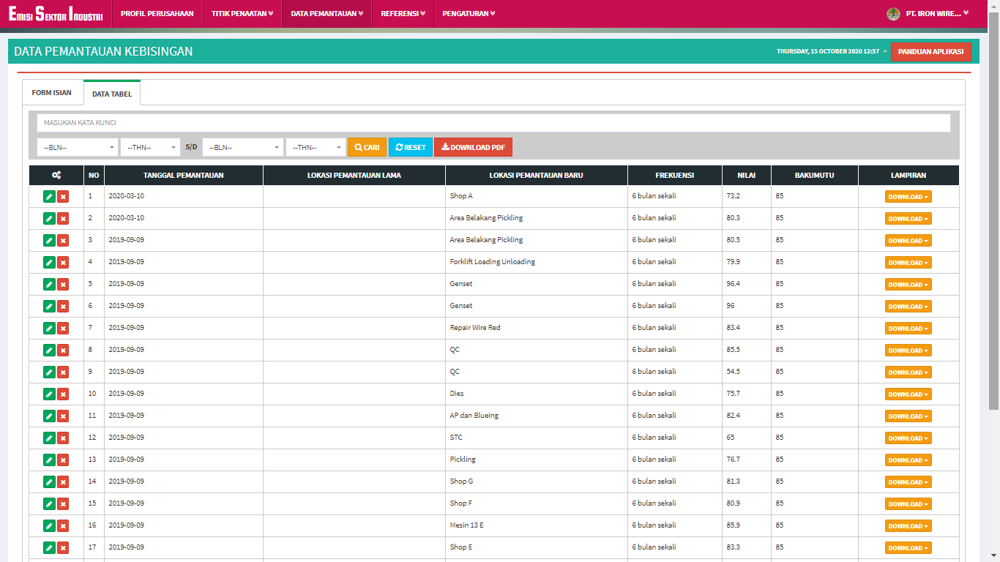 Emisi Sektor Industri PROFIL PERUSAHAAN TITIK PENAATAN DATA PEMANTAUAN REFERENSI PENGATURAN PT. IRON WIRE...
DATA PEMANTAUAN KEBISINGAN THURSDAY, 15 OCTOBER 2020 12:57 > PANDUAN APLIKASI
FORM ISIAN DATA TABEL
MASUKAN KATA KUNCI
--BLN-- --THN-- S/D --BLN-- --THN-- CARI RESET DOWNLOAD PDF
NO TANGGAL PEMANTAUAN LOKASI PEMANTAUAN LAMA LOKASI PEMANTAUAN BARU FREKUENSI NILAI BAKUMUTU LAMPIRAN
1 2020-03-10 Shop A 6 bulan sekali 73.2 85 DOWNLOAD
2 2020-03-10 Area Belakang Pickling 6 bulan sekali 80.3 85 DOWNLOAD
3 2019-09-09 Area Belakang Pickling 6 bulan sekali 80.5 85 DOWNLOAD
4 2019-09-09 Forklift Loading Unloading 6 bulan sekali 79.9 85 DOWNLOAD
5 2019-09-09 Genset 6 bulan sekali 96.4 85 DOWNLOAD
6 2019-09-09 Genset 6 bulan sekali 96 85 DOWNLOAD
7 2019-09-09 Repair Wire Red 6 bulan sekali 83.4 85 DOWNLOAD
8 2019-09-09 QC 6 bulan sekali 85.5 85 DOWNLOAD
9 2019-09-09 QC 6 bulan sekali 54.5 85 DOWNLOAD
10 2019-09-09 Dies 6 bulan sekali 75.7 85 DOWNLOAD
11 2019-09-09 AP dan Blueing 6 bulan sekali 82.4 85 DOWNLOAD
12 2019-09-09 STC 6 bulan sekali 65 85 DOWNLOAD
13 2019-09-09 Pickling 6 bulan sekali 76.7 85 DOWNLOAD
14 2019-09-09 Shop G 6 bulan sekali 81.3 85 DOWNLOAD
15 2019-09-09 Shop F 6 bulan sekali 80.9 85 DOWNLOAD
16 2019-09-09 Mesin 13 E 6 bulan sekali 85.9 85 DOWNLOAD
17 2019-09-09 Shop E 6 bulan sekali 83.3 85 DOWNLOAD